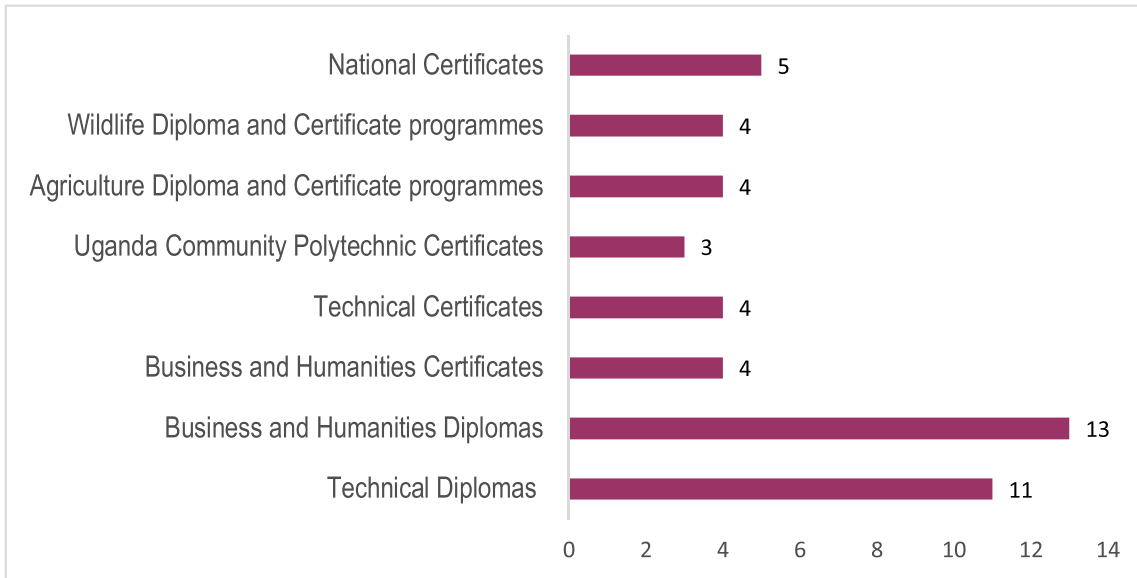 National Certificates 5
Wildlife Diploma and Certificate programmes 4
Agriculture Diploma and Certificate programmes 4
Uganda Community Polytechnic Certificates 3
Technical Certificates 4
Business and Humanities Certificates 4
Business and Humanities Diplomas 13
Technical Diplomas 11
0 2 4 6 8 10 12 14